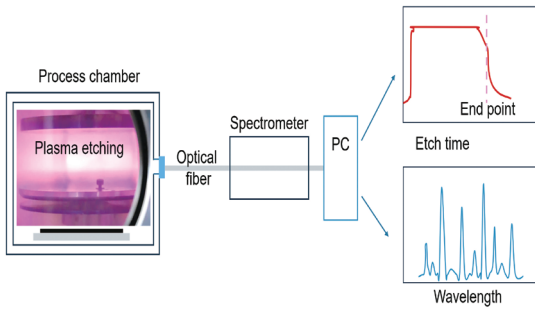 Process chamber
Plasma etching
Optical
fiber
Spectrometer
PC
End point
Etch time
Wavelength